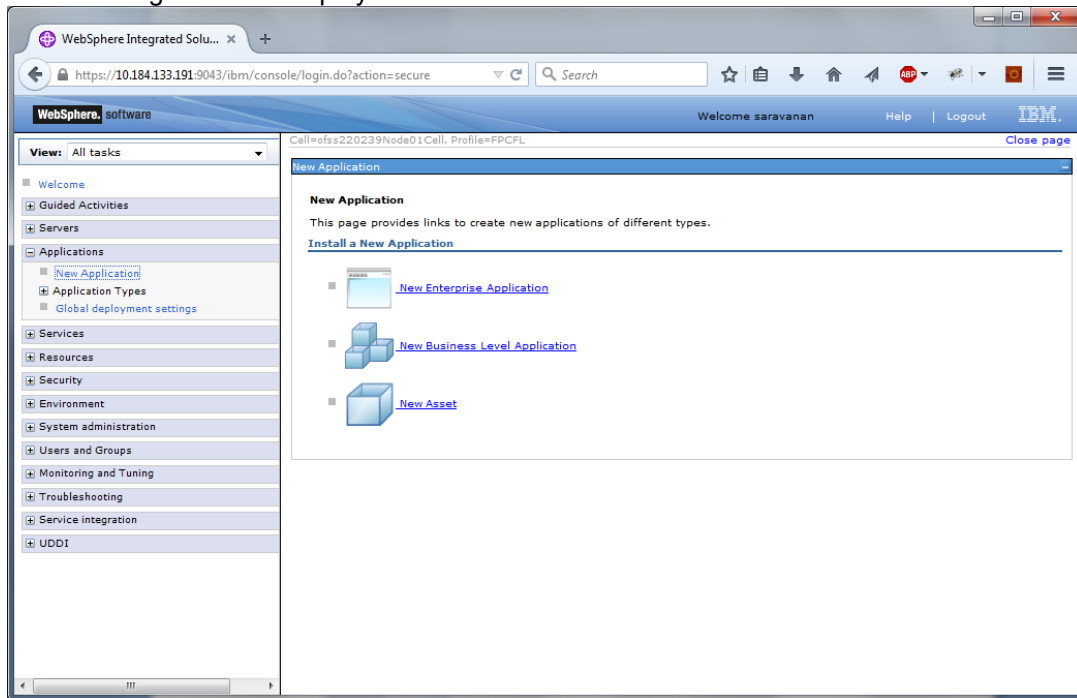 WebSphere Integrated Solu... × +
https://10.184.133.191:9043/ibm/console/login.do?action=secure
Search
ABP
WebSphere. software
Welcome saravanan
Help | Logout
IBM.
Cell=ofss220239Node01Cell, Profile=FPCFL
Close page
View: All tasks
Welcome
Guided Activities
Servers
Applications
New Application
Application Types
Global deployment settings
Services
Resources
Security
Environment
System administration
Users and Groups
Monitoring and Tuning
Troubleshooting
Service integration
UDDI
New Application
New Application
This page provides links to create new applications of different types.
Install a New Application
New Enterprise Application
New Business Level Application
New Asset